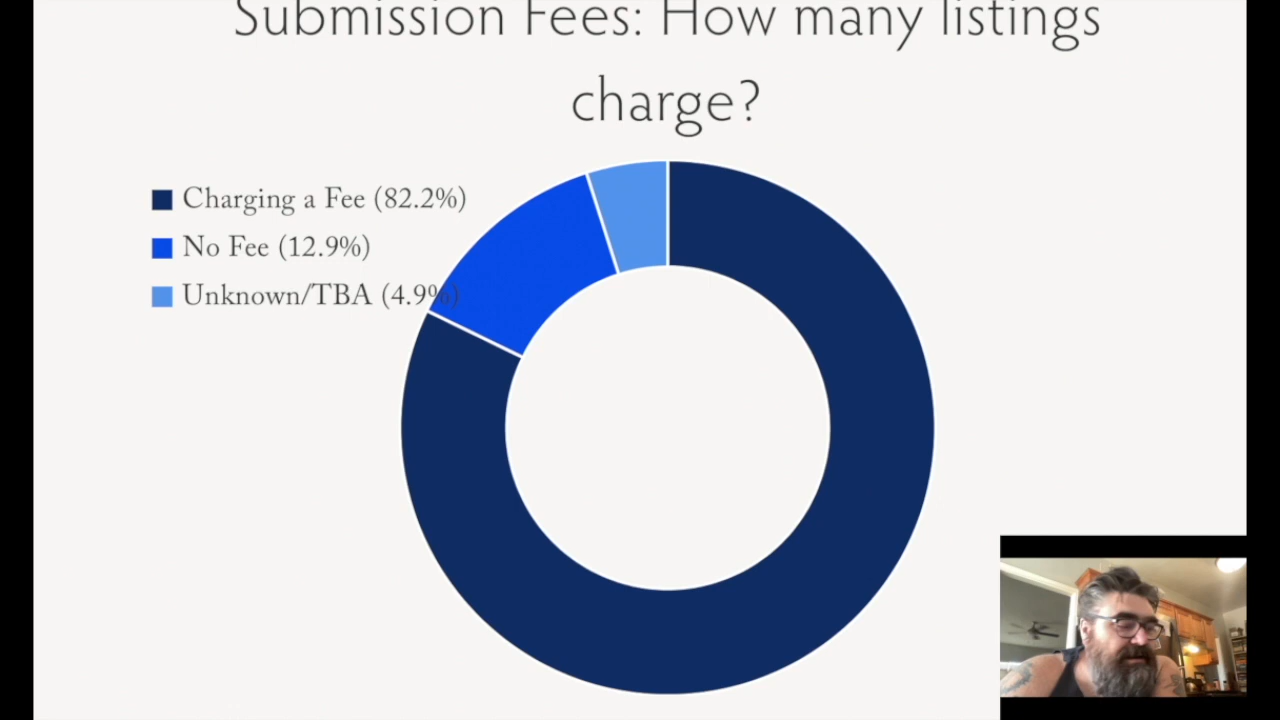 Submission Fees: How many listings
charge?
Charging a Fee (82.2%)
No Fee (12.9%)
Unknown/TBA (4.9%)